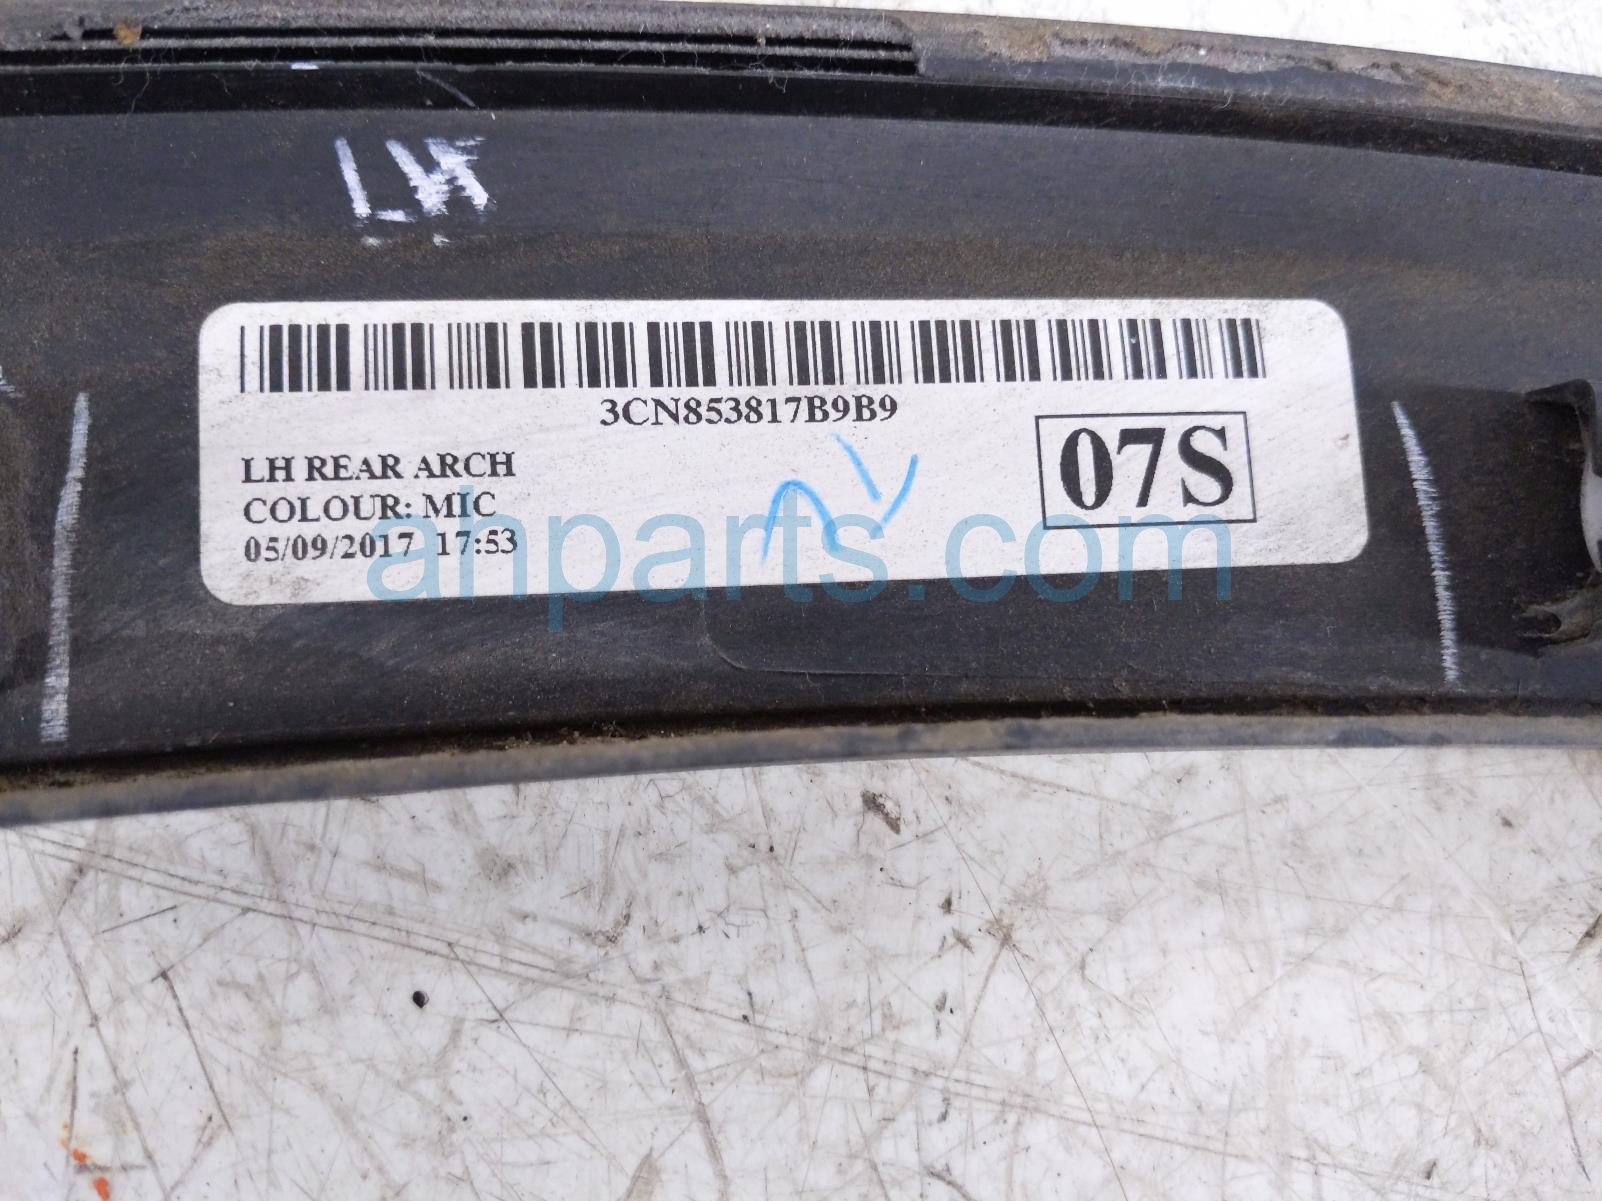 LH
3CN853817B9B9
LH REAR ARCH
COLOUR: MIC
05/09/2017 17:53
07S
ahparts.com